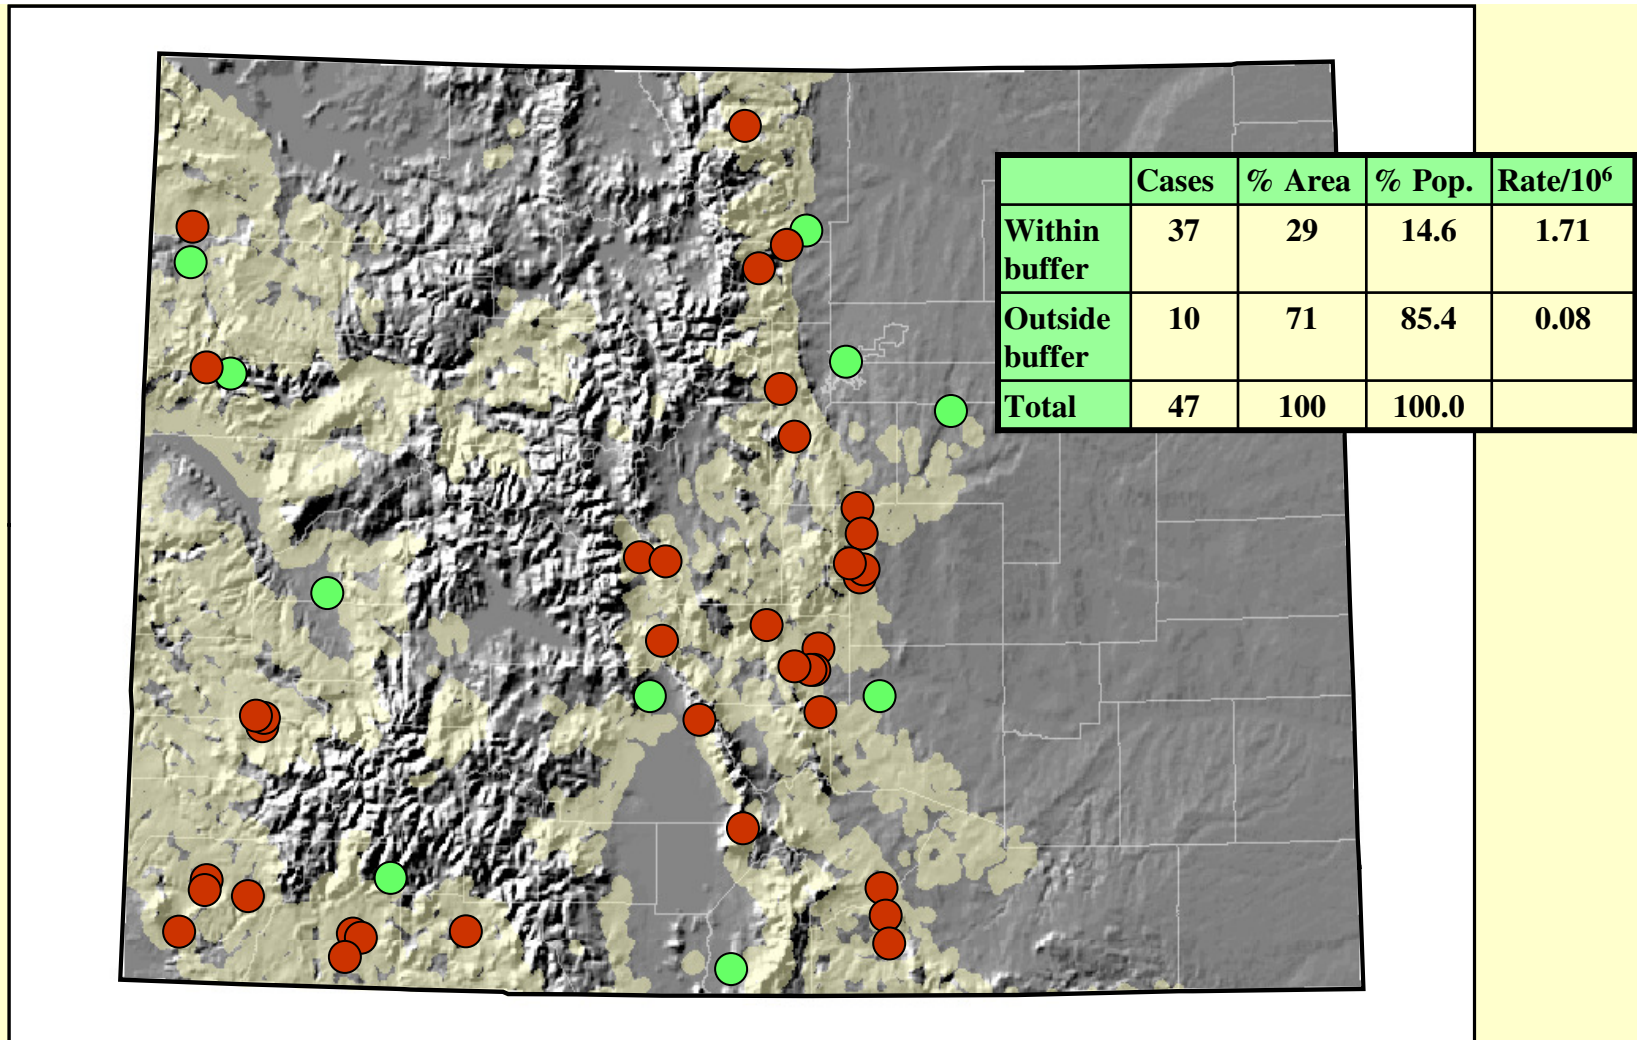 Cases % Area % Pop. Rate/10⁶
Within buffer 37 29 14.6 1.71
Outside buffer 10 71 85.4 0.08
Total 47 100 100.0